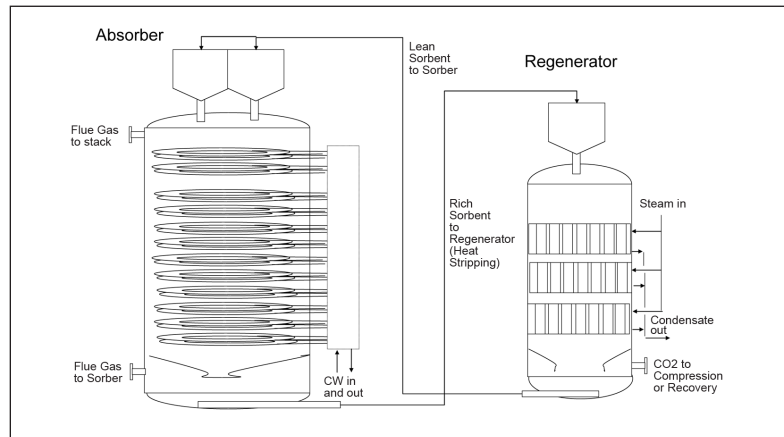 Absorber
Lean
Sorbent
to Sorber
Regenerator
Flue Gas
to stack
Rich
Sorbent
to
Regenerator
(Heat
Stripping)
Steam in
Condensate
out
Flue Gas
to Sorber
CW in
and out
CO2 to
Compression
or Recovery